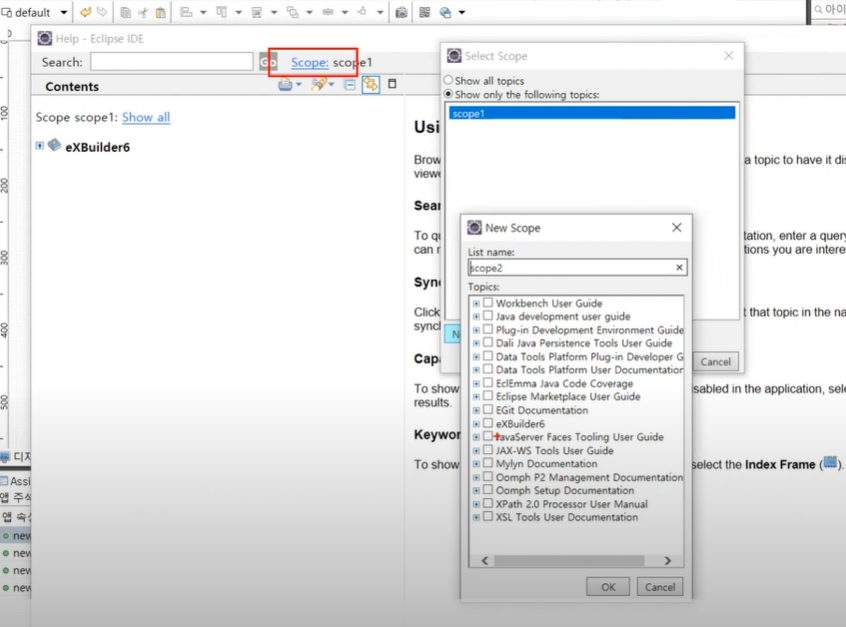 default
아이
Help - Eclipse IDE
Search:
Go
Scope: scope1
Contents
Scope scope1: Show all
eXBuilder6
Select Scope
Show all topics
Show only the following topics:
scope1
New Scope
List name:
scope2
Topics:
Workbench User Guide
Java development user guide
Plug-in Development Environment Guide
Dali Java Persistence Tools User Guide
Data Tools Platform Plug-in Developer G
Data Tools Platform User Documentation
EclEmma Java Code Coverage
Eclipse Marketplace User Guide
EGit Documentation
eXBuilder6
JavaServer Faces Tooling User Guide
JAX-WS Tools User Guide
Mylyn Documentation
Oomph P2 Management Documentation
Oomph Setup Documentation
XPath 2.0 Processor User Manual
XSL Tools User Documentation
OK
Cancel
Cancel
Usi
Brow
a topic to have it dis
viewe
Sear
To qu
tation, enter a query
can r
tions you are interes
Sync
Click
t that topic in the na
sync
Cap
To show
sabled in the application, sele
results.
Keywor
To show
select the Index Frame ( ).
100
200
300
400
500
디자
Assi
앱 주석
앱 속성
new
new
new
new